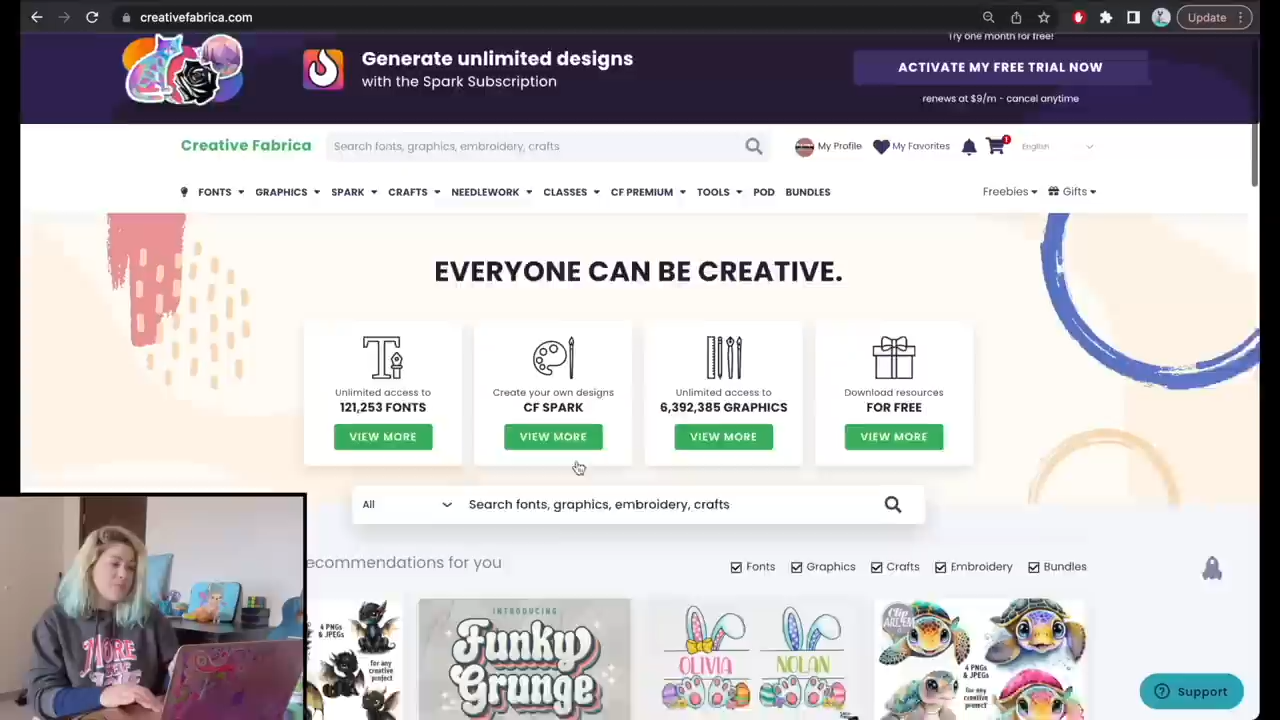 creativefabrica.com
Update
Generate unlimited designs
with the Spark Subscription
Try one month for free!
ACTIVATE MY FREE TRIAL NOW
renews at $9/m - cancel anytime
Creative Fabrica
Search fonts, graphics, embroidery, crafts
My Profile
My Favorites
1
English
FONTS GRAPHICS SPARK CRAFTS NEEDLEWORK CLASSES CF PREMIUM TOOLS POD BUNDLES
Freebies Gifts
EVERYONE CAN BE CREATIVE.
Unlimited access to
121,253 FONTS
VIEW MORE
Create your own designs
CF SPARK
VIEW MORE
Unlimited access to
6,392,385 GRAPHICS
VIEW MORE
Download resources
FOR FREE
VIEW MORE
All
Search fonts, graphics, embroidery, crafts
ecommendations for you
Fonts Graphics Crafts Embroidery Bundles
4 PNGs
& JPEGs
for any
creative
project
INTRODUCING
Funky
Grunge
OLIVIA
NOLAN
4 PNGs
& JPEGs
for any
creative
MORE
Support